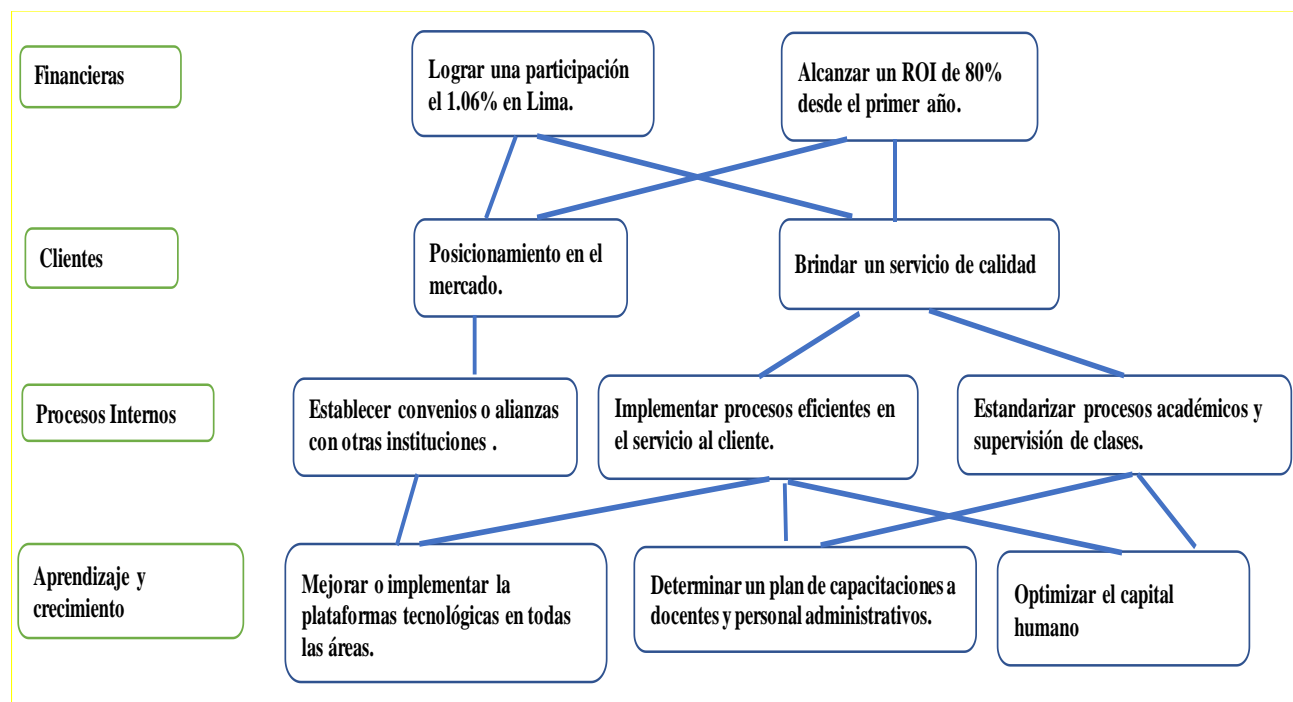 Financieras
Lograr una participación
el 1.06% en Lima.
Alcanzar un ROI de 80%
desde el primer año.
Clientes
Posicionamiento en el
mercado.
Brindar un servicio de calidad
Procesos Internos
Establecer convenios o alianzas
con otras instituciones .
Implementar procesos eficientes en
el servicio al cliente.
Estandarizar procesos académicos y
supervisión de clases.
Aprendizaje y
crecimiento
Mejorar o implementar la
plataformas tecnológicas en todas
las áreas.
Determinar un plan de capacitaciones a
docentes y personal administrativos.
Optimizar el capital
humano